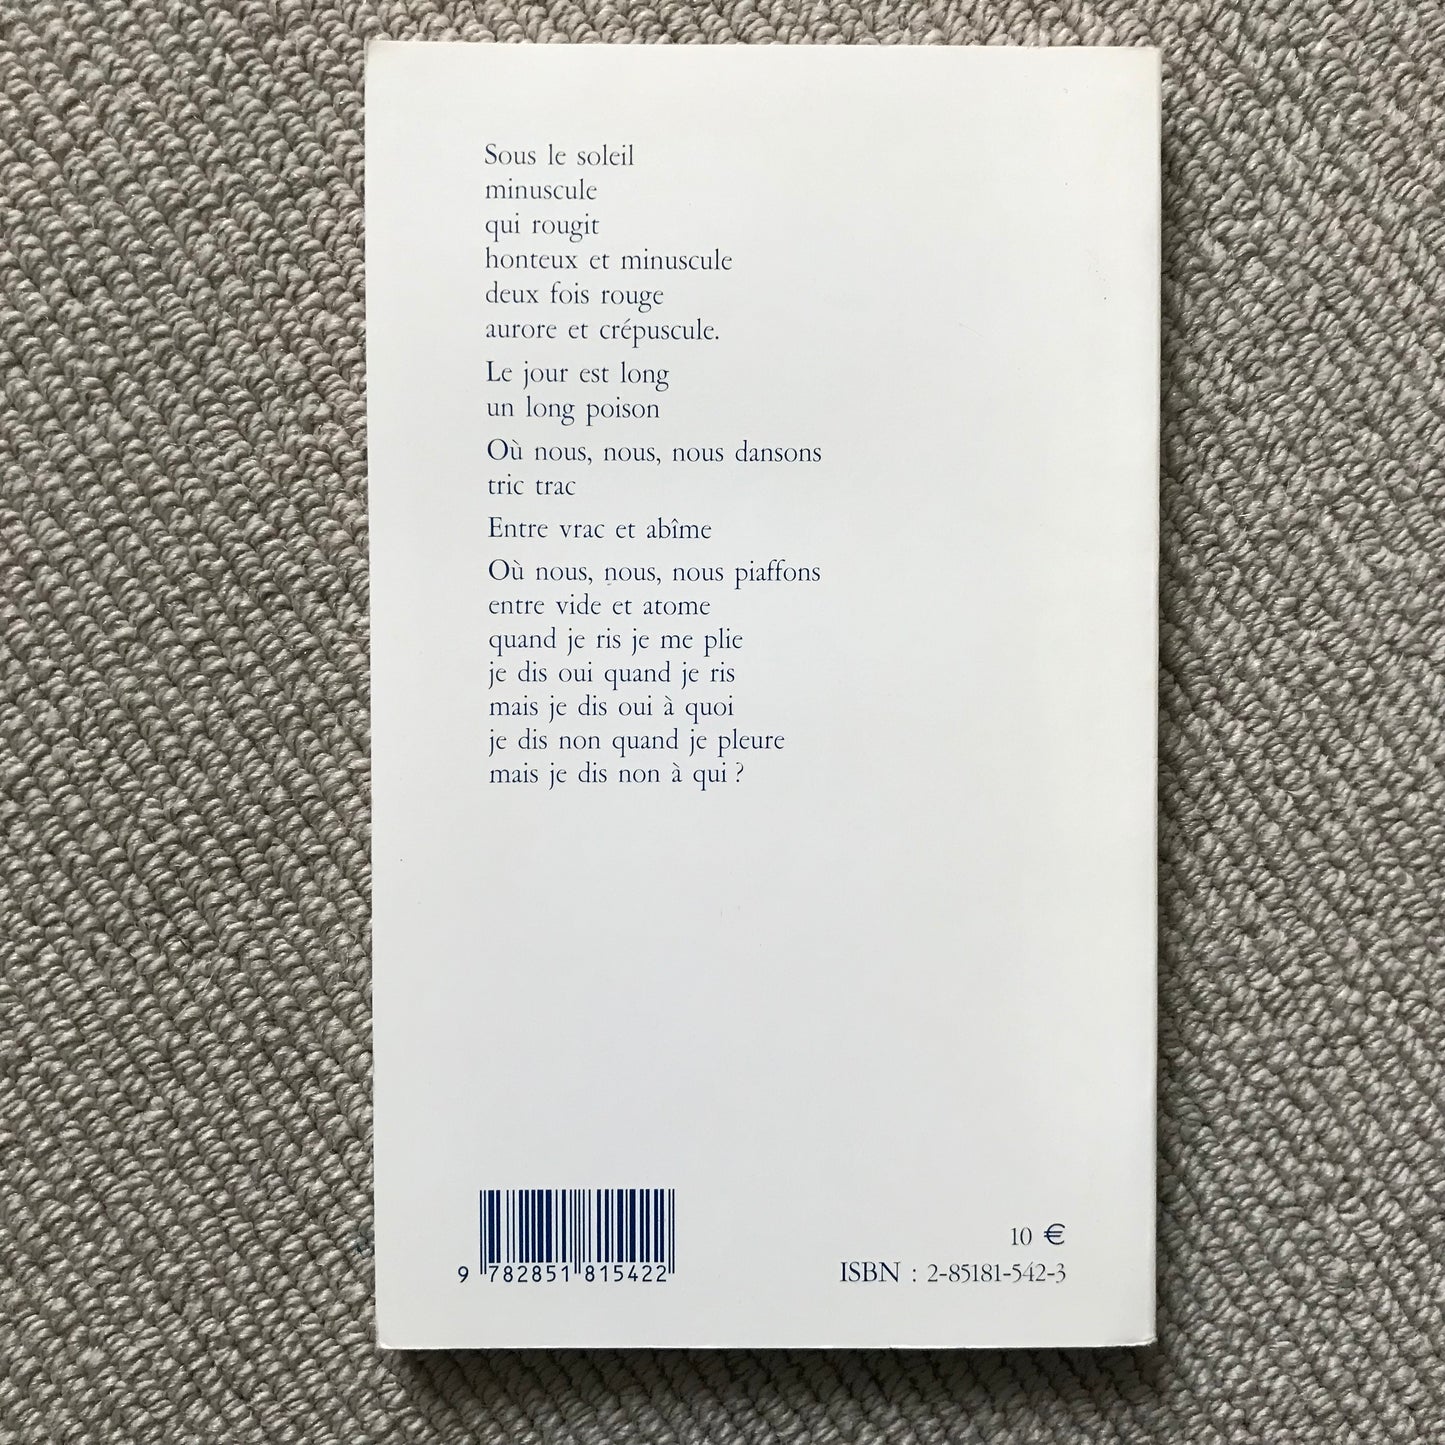 Sous le soleil
minuscule
qui rougit
honteux et minuscule
deux fois rouge
aurore et crépuscule.
Le jour est long
un long poison
Où nous, nous, nous dansons
tric trac
Entre vrac et abîme
Où nous, nous, nous piaffons
entre vide et atome
quand je ris je me plie
je dis oui quand je ris
mais je dis oui à quoi
je dis non quand je pleure
mais je dis non à qui ?
10 €
9 782851 815422
ISBN : 2-85181-542-3